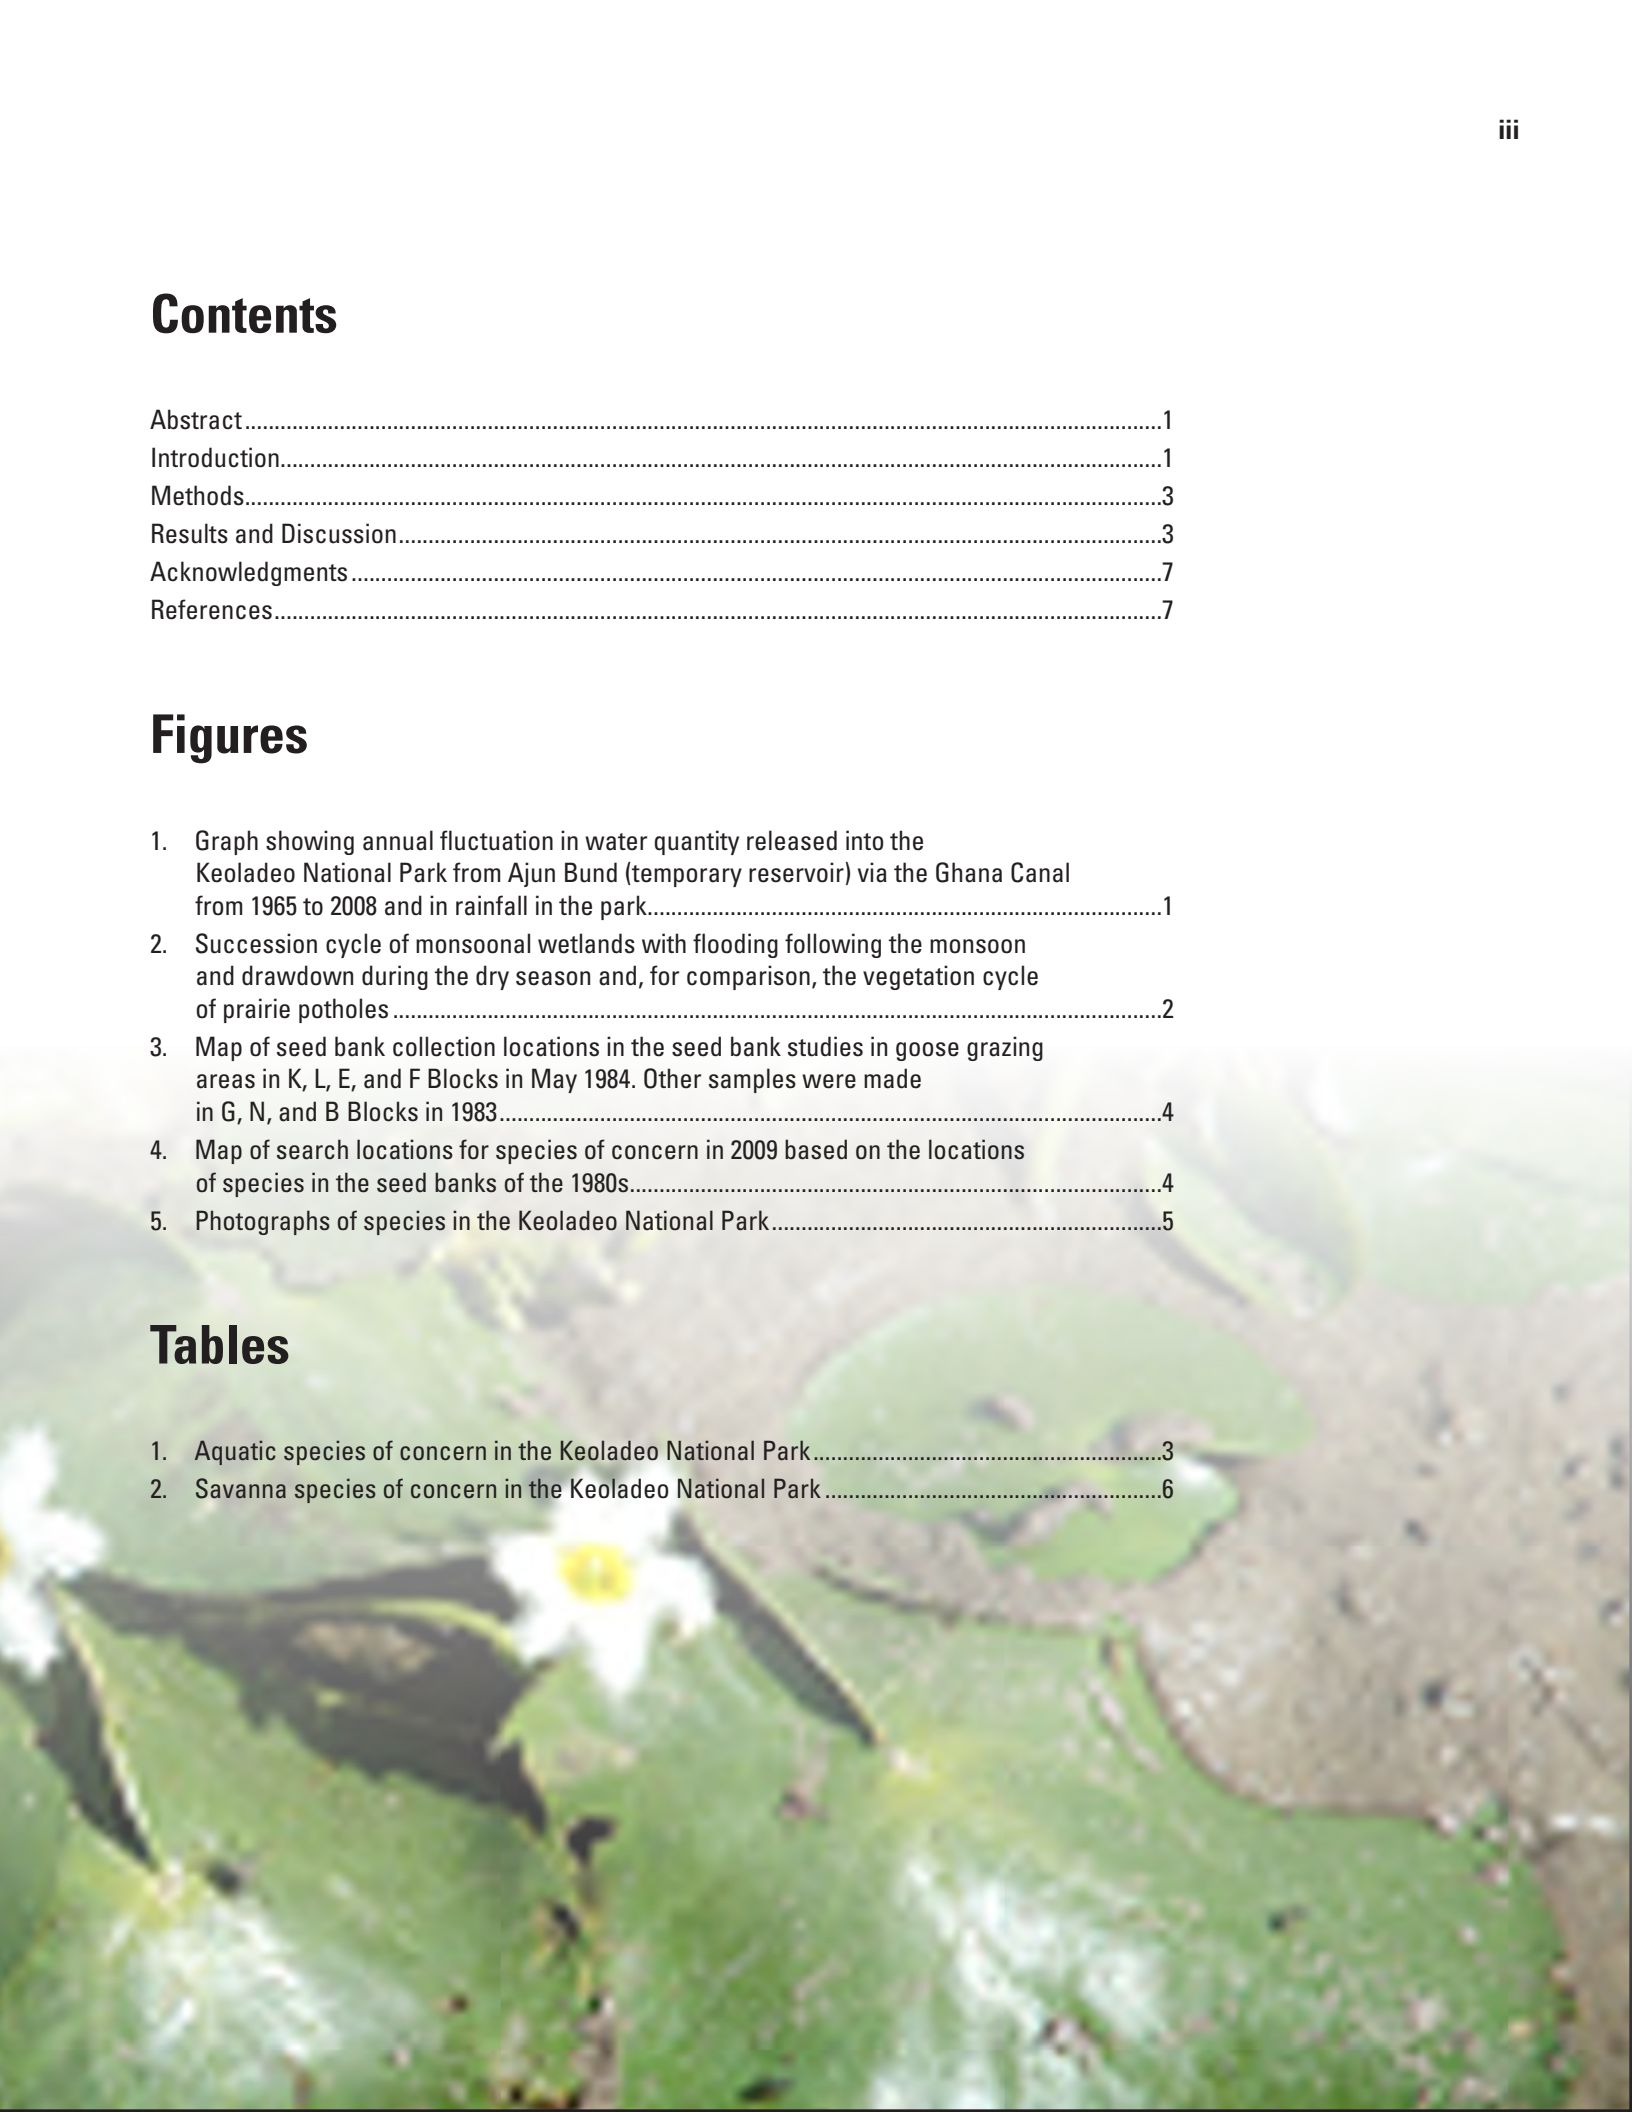 iii
Contents
Abstract.....1
Introduction.....1
Methods.....3
Results and Discussion.....3
Acknowledgments.....7
References.....7
Figures
1. Graph showing annual fluctuation in water quantity released into the
Keoladeo National Park from Ajun Bund (temporary reservoir) via the Ghana Canal
from 1965 to 2008 and in rainfall in the park.....1
2. Succession cycle of monsoonal wetlands with flooding following the monsoon
and drawdown during the dry season and, for comparison, the vegetation cycle
of prairie potholes.....2
3. Map of seed bank collection locations in the seed bank studies in goose grazing
areas in K, L, E, and F Blocks in May 1984. Other samples were made
in G, N, and B Blocks in 1983.....4
4. Map of search locations for species of concern in 2009 based on the locations
of species in the seed banks of the 1980s.....4
5. Photographs of species in the Keoladeo National Park.....5
Tables
1. Aquatic species of concern in the Keoladeo National Park.....3
2. Savanna species of concern in the Keoladeo National Park.....6